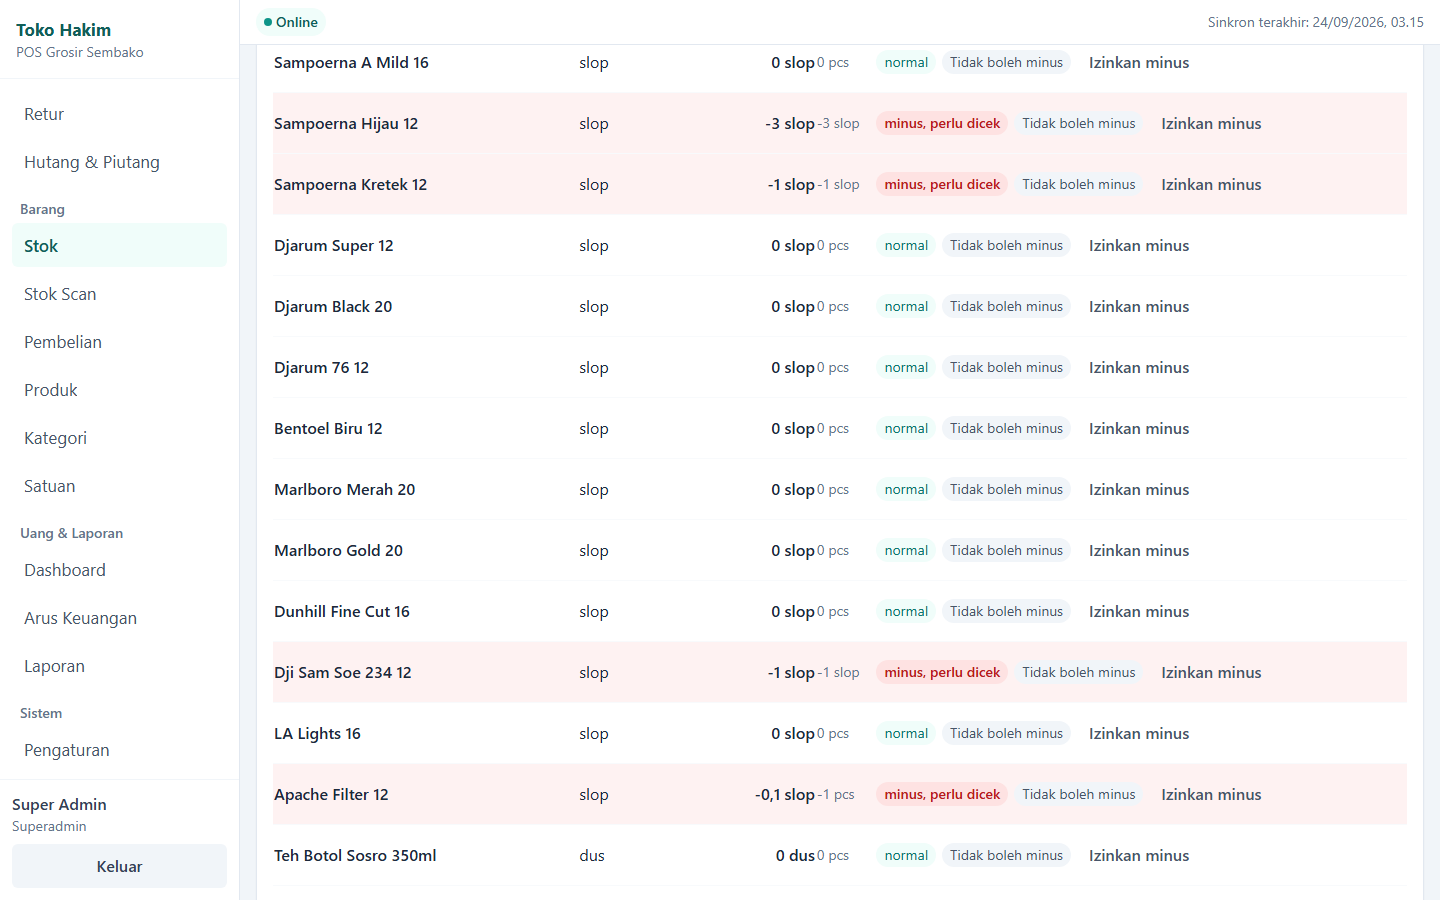 Toko Hakim
POS Grosir Sembako
Retur
Hutang & Piutang
Barang
Stok
Stok Scan
Pembelian
Produk
Kategori
Satuan
Uang & Laporan
Dashboard
Arus Keuangan
Laporan
Sistem
Pengaturan
Super Admin
Superadmin
Keluar
Online
Sinkron terakhir: 24/09/2026, 03.15
Sampoerna A Mild 16 slop 0 slop 0 pcs normal Tidak boleh minus Izinkan minus
Sampoerna Hijau 12 slop -3 slop -3 slop minus, perlu dicek Tidak boleh minus Izinkan minus
Sampoerna Kretek 12 slop -1 slop -1 slop minus, perlu dicek Tidak boleh minus Izinkan minus
Djarum Super 12 slop 0 slop 0 pcs normal Tidak boleh minus Izinkan minus
Djarum Black 20 slop 0 slop 0 pcs normal Tidak boleh minus Izinkan minus
Djarum 76 12 slop 0 slop 0 pcs normal Tidak boleh minus Izinkan minus
Bentoel Biru 12 slop 0 slop 0 pcs normal Tidak boleh minus Izinkan minus
Marlboro Merah 20 slop 0 slop 0 pcs normal Tidak boleh minus Izinkan minus
Marlboro Gold 20 slop 0 slop 0 pcs normal Tidak boleh minus Izinkan minus
Dunhill Fine Cut 16 slop 0 slop 0 pcs normal Tidak boleh minus Izinkan minus
Dji Sam Soe 234 12 slop -1 slop -1 slop minus, perlu dicek Tidak boleh minus Izinkan minus
LA Lights 16 slop 0 slop 0 pcs normal Tidak boleh minus Izinkan minus
Apache Filter 12 slop -0,1 slop -1 pcs minus, perlu dicek Tidak boleh minus Izinkan minus
Teh Botol Sosro 350ml dus 0 dus 0 pcs normal Tidak boleh minus Izinkan minus